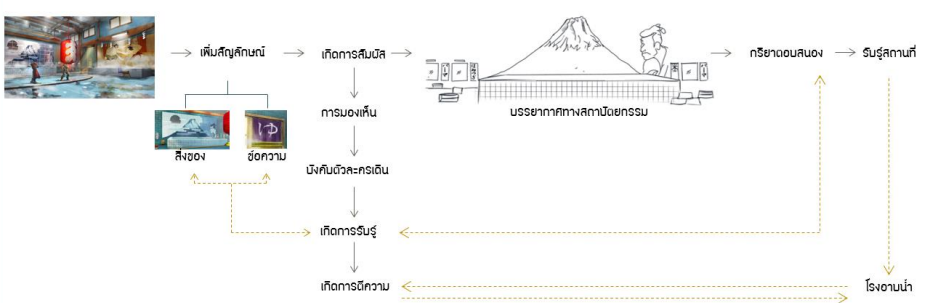 เพิ่มสัญลักษณ์
เกิดการสัมผัส
กริยาตอบสนอง
รับรู้สถานที่
การมองเห็น
บรรยากาศทางสถาปัตยกรรม
ゆ
สิ่งของ
ข้อความ
บังคับตัวละครเดิน
เกิดการรับรู้
เกิดการตีความ
โรงอาบน้ำ